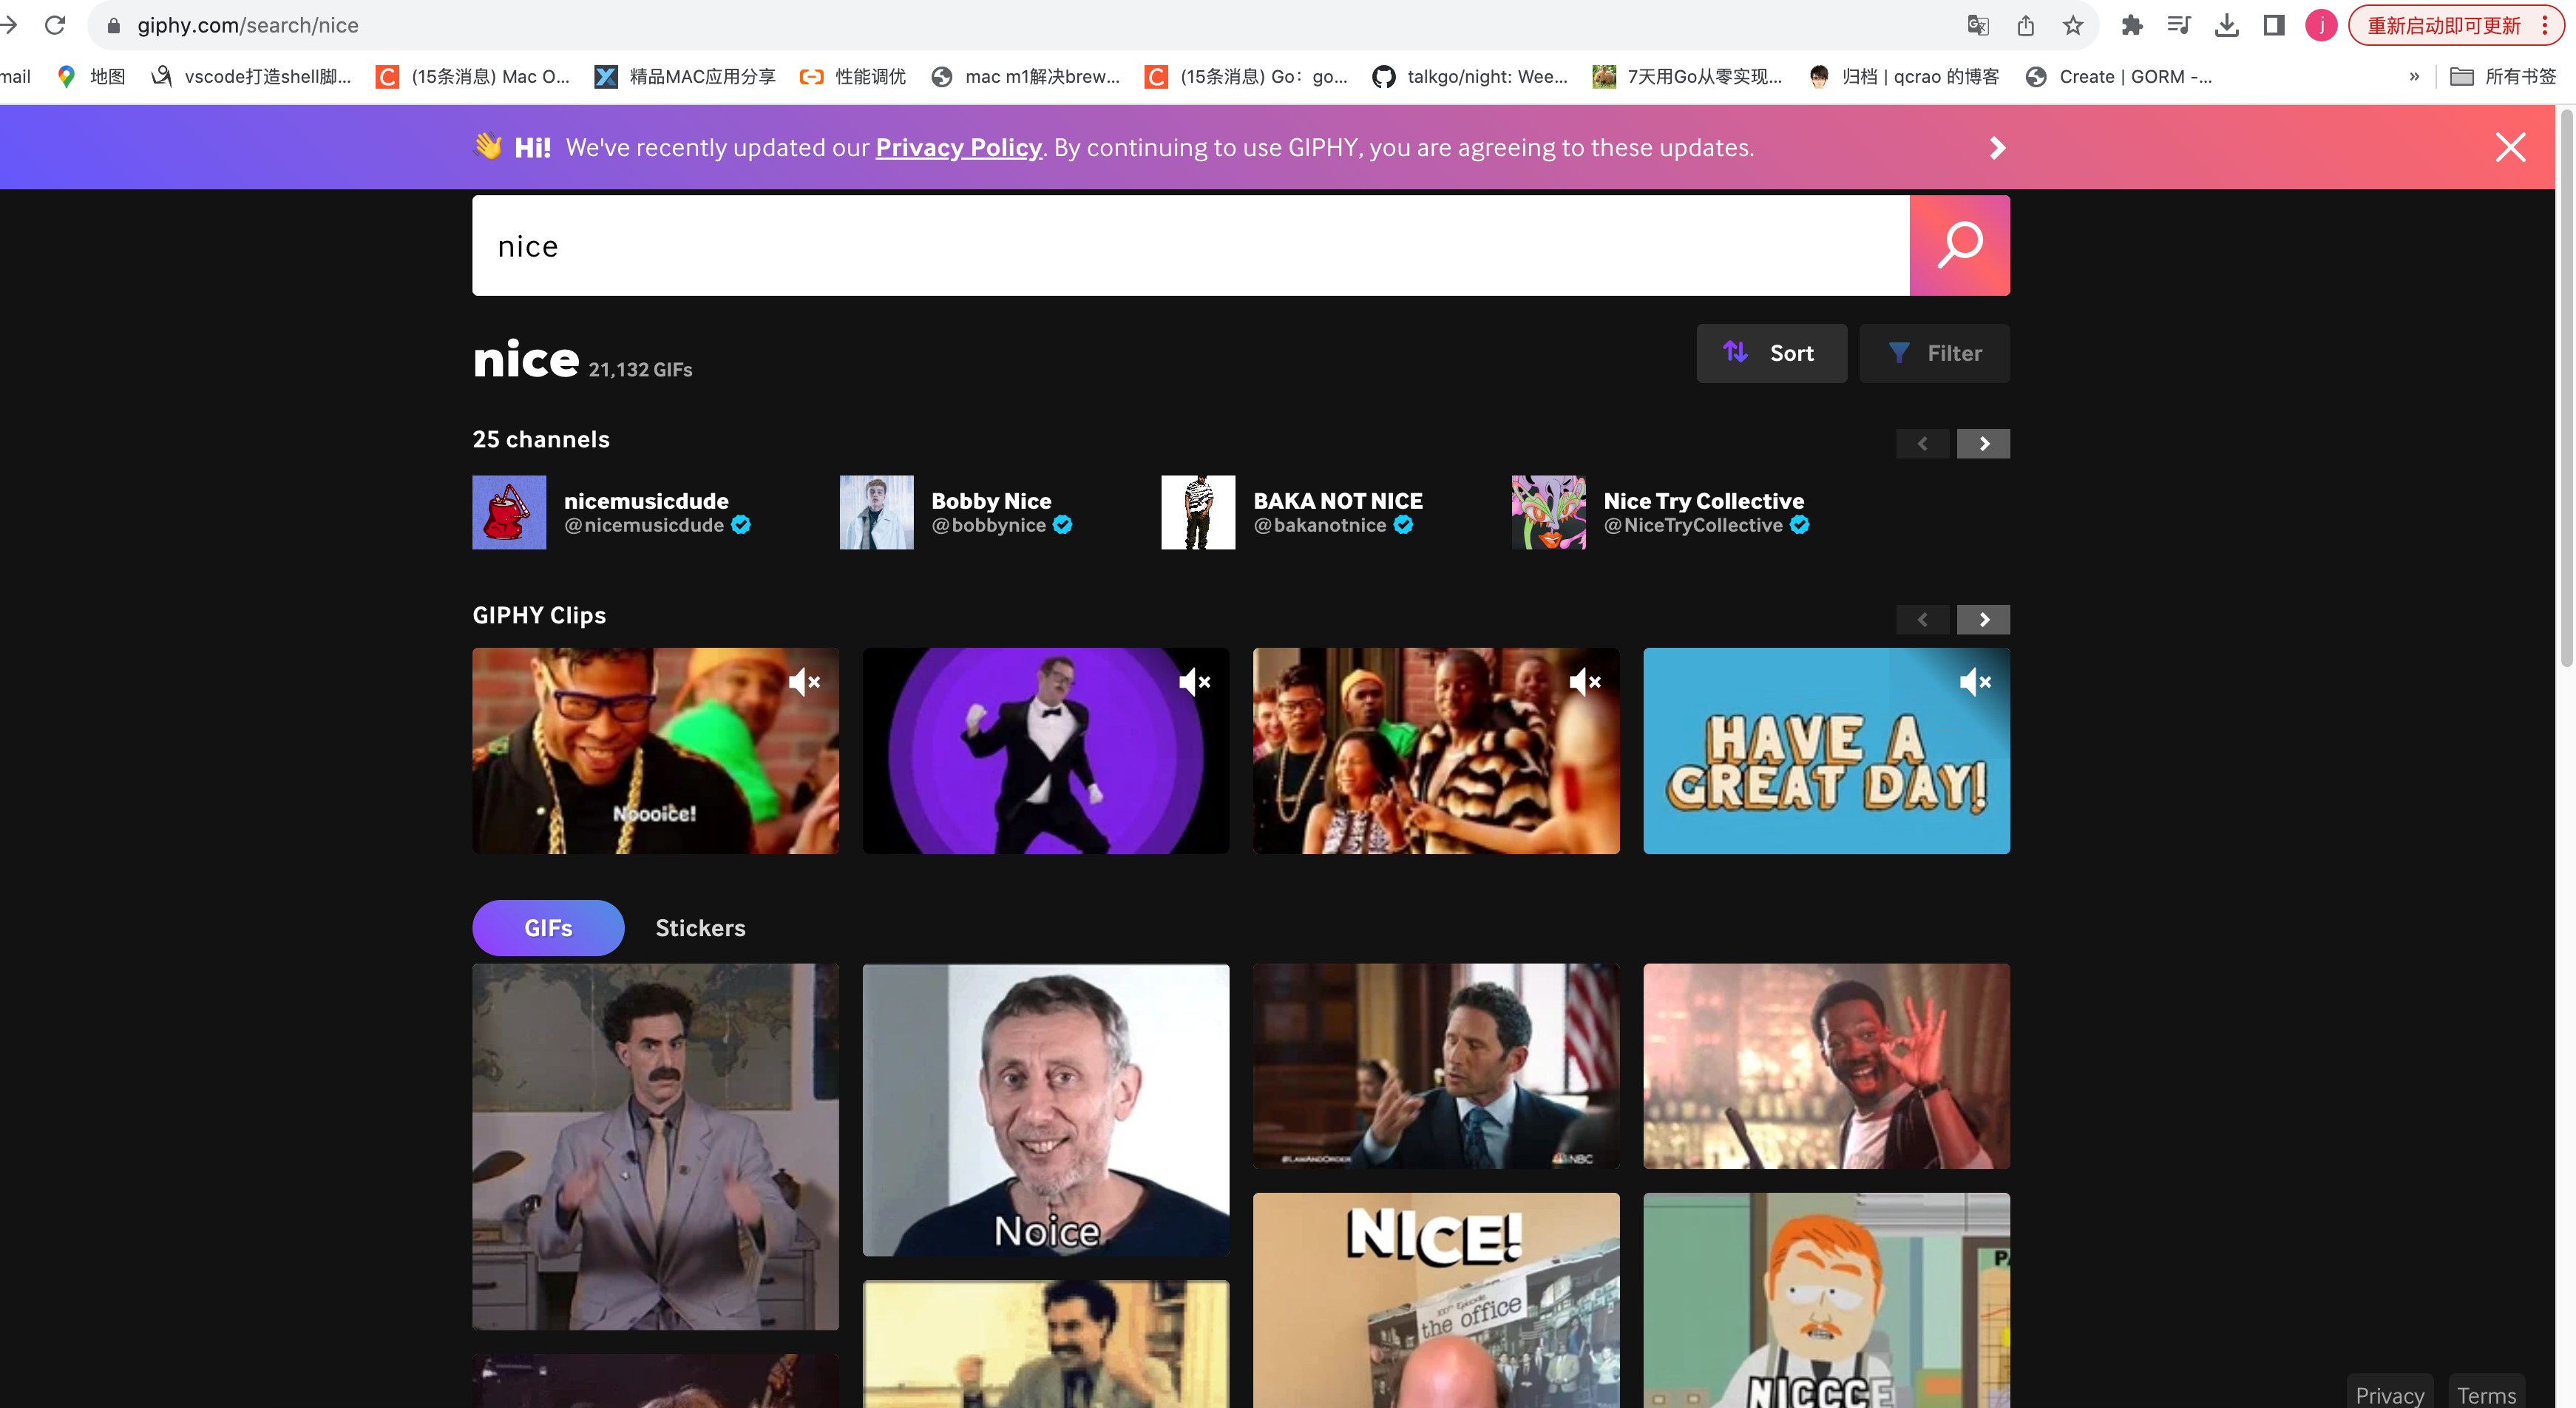 giphy.com/search/nice
重新启动即可更新
mail
地图
vscode打造shell脚...
(15条消息) Mac O...
精品MAC应用分享
性能调优
mac m1解决brew...
(15条消息) Go：go...
talkgo/night: Wee...
7天用Go从零实现...
归档 | qcrao 的博客
Create | GORM -...
»
所有书签
Hi! We've recently updated our Privacy Policy. By continuing to use GIPHY, you are agreeing to these updates.
nice
nice 21,132 GIFs
Sort
Filter
25 channels
nicemusicdude
@nicemusicdude
Bobby Nice
@bobbynice
BAKA NOT NICE
@bakanotnice
Nice Try Collective
@NiceTryCollective
GIPHY Clips
Noooice!
HAVE A
GREAT DAY!
GIFs
Stickers
Noice
#LAWANDORDER
NBC
NICE!
the office
NICCCE
Privacy
Terms